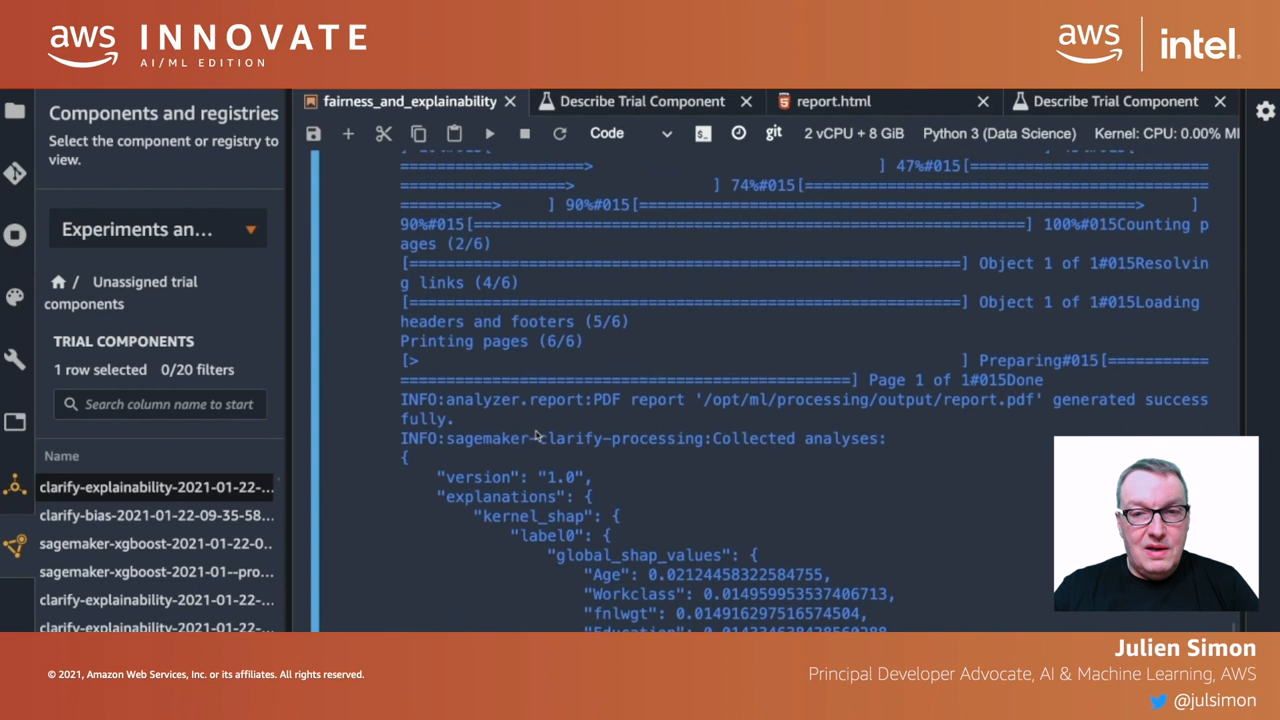 aws INNOVATE
AI/ML EDITION
aws intel.
Components and registries
Select the component or registry to
view.
Experiments an...
/ Unassigned trial
components
TRIAL COMPONENTS
1 row selected 0/20 filters
Search column name to start
Name
clarify-explainability-2021-01-22-...
clarify-bias-2021-01-22-09-35-58...
sagemaker-xgboost-2021-01-22-0...
sagemaker-xgboost-2021-01--pro...
clarify-explainability-2021-01-22-...
clarify-explainability-2021-01-22-...
fairness_and_explainability Describe Trial Component report.html Describe Trial Component
Code git 2 vCPU + 8 GiB Python 3 (Data Science) Kernel: CPU: 0.00% MI
====================> ] 47%#015[==========================
==================> ] 74%#015[============================================
===========> ] 90%#015[=======================================================> ]
90%#015[=============================================================] 100%#015Counting p
ages (2/6)
[============================================================] Object 1 of 1#015Resolvin
g links (4/6)
[============================================================] Object 1 of 1#015Loading
headers and footers (5/6)
Printing pages (6/6)
[> ] Preparing#015[===========
=================================================] Page 1 of 1#015Done
INFO:analyzer.report:PDF report '/opt/ml/processing/output/report.pdf' generated success
fully.
INFO:sagemaker-clarify-processing:Collected analyses:
{
"version": "1.0",
"explanations": {
"kernel_shap": {
"label0": {
"global_shap_values": {
"Age": 0.02124458322584755,
"Workclass": 0.014959953537406713,
"fnlwgt": 0.014916297516574504,
© 2021, Amazon Web Services, Inc. or its affiliates. All rights reserved.
Julien Simon
Principal Developer Advocate, AI & Machine Learning, AWS
@julsimon